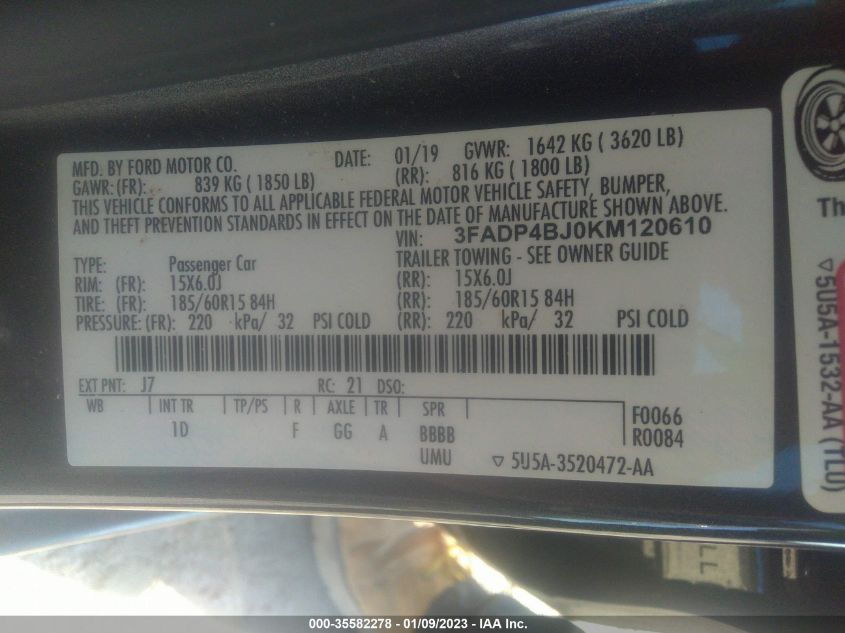 MFD. BY FORD MOTOR CO. DATE: 01/19 GVWR: 1642 KG ( 3620 LB)
GAWR:(FR): 839 KG ( 1850 LB) (RR): 816 KG ( 1800 LB)
THIS VEHICLE CONFORMS TO ALL APPLICABLE FEDERAL MOTOR VEHICLE SAFETY, BUMPER,
AND THEFT PREVENTION STANDARDS IN EFFECT ON THE DATE OF MANUFACTURE SHOWN ABOVE.
VIN: 3FADP4BJ0KM120610
TYPE: Passenger Car TRAILER TOWING - SEE OWNER GUIDE
RIM: (FR): 15X6.0J (RR): 15X6.0J
TIRE: (FR): 185/60R15 84H (RR): 185/60R15 84H
PRESSURE: (FR): 220 kPa/ 32 PSI COLD (RR): 220 kPa/ 32 PSI COLD
EXT PNT: J7 RC: 21 DSO:
WB INT TR TP/PS R AXLE TR SPR F0066
1D F GG A BBBB R0084
UMU ▽ 5U5A-3520472-AA
Th
▽5U5A-1532-AA (TLU)
LL
000-35582278 - 01/09/2023 - IAA Inc.